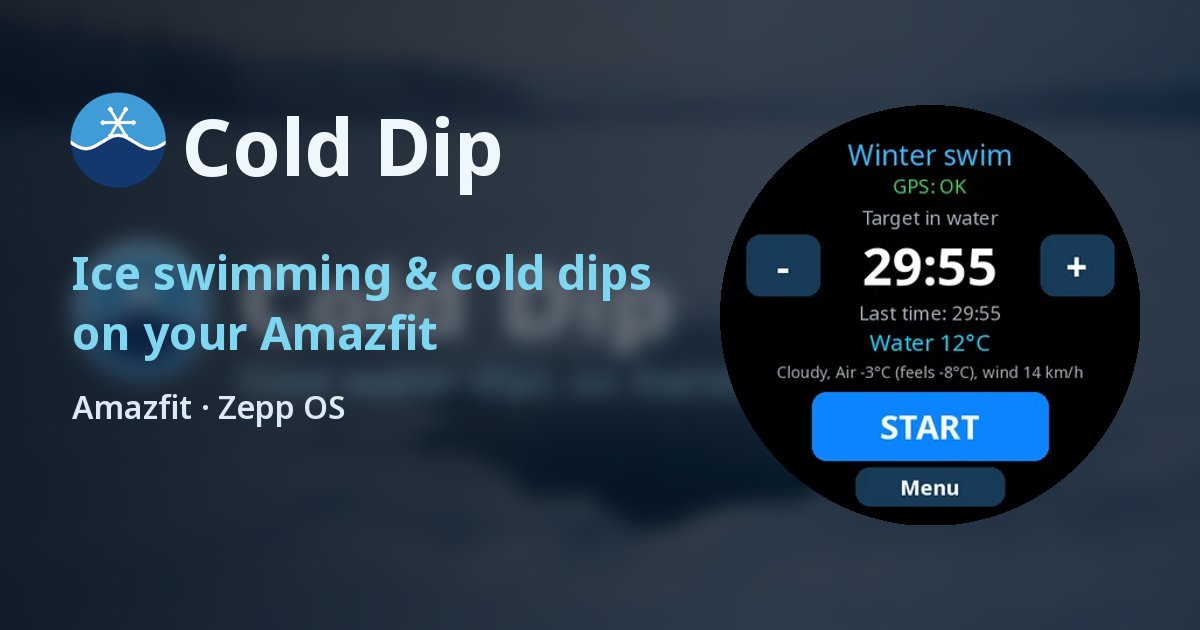 Cold Dip
Ice swimming & cold dips
on your Amazfit
Amazfit · Zepp OS
Winter swim
GPS: OK
Target in water
- 29:55 +
Last time: 29:55
Water 12°C
Cloudy, Air -3°C (feels -8°C), wind 14 km/h
START
Menu